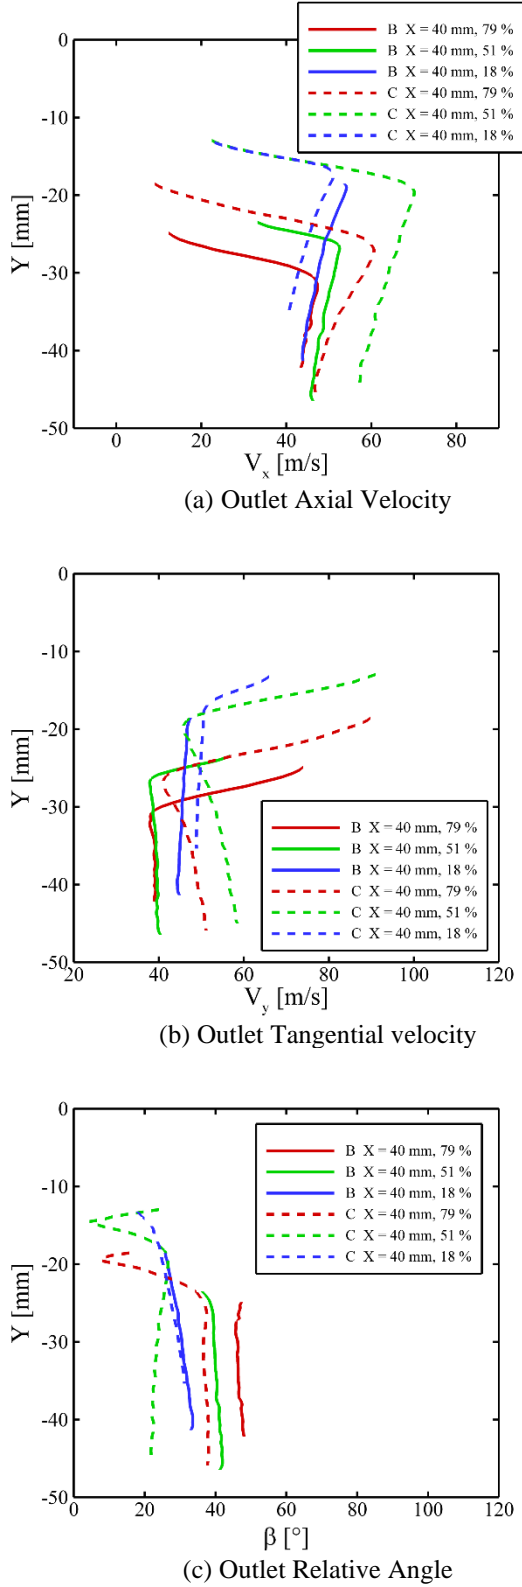 B X = 40 mm, 79 %
B X = 40 mm, 51 %
B X = 40 mm, 18 %
C X = 40 mm, 79 %
C X = 40 mm, 51 %
C X = 40 mm, 18 %
0
-10
-20
-30
-40
-50
Y [mm]
0 20 40 60 80
Vx [m/s]
(a) Outlet Axial Velocity
0
-10
-20
-30
-40
-50
Y [mm]
B X = 40 mm, 79 %
B X = 40 mm, 51 %
B X = 40 mm, 18 %
C X = 40 mm, 79 %
C X = 40 mm, 51 %
C X = 40 mm, 18 %
20 40 60 80 100 120
Vy [m/s]
(b) Outlet Tangential velocity
0
-10
-20
-30
-40
-50
Y [mm]
B X = 40 mm, 79 %
B X = 40 mm, 51 %
B X = 40 mm, 18 %
C X = 40 mm, 79 %
C X = 40 mm, 51 %
C X = 40 mm, 18 %
0 20 40 60 80 100 120
β [°]
(c) Outlet Relative Angle